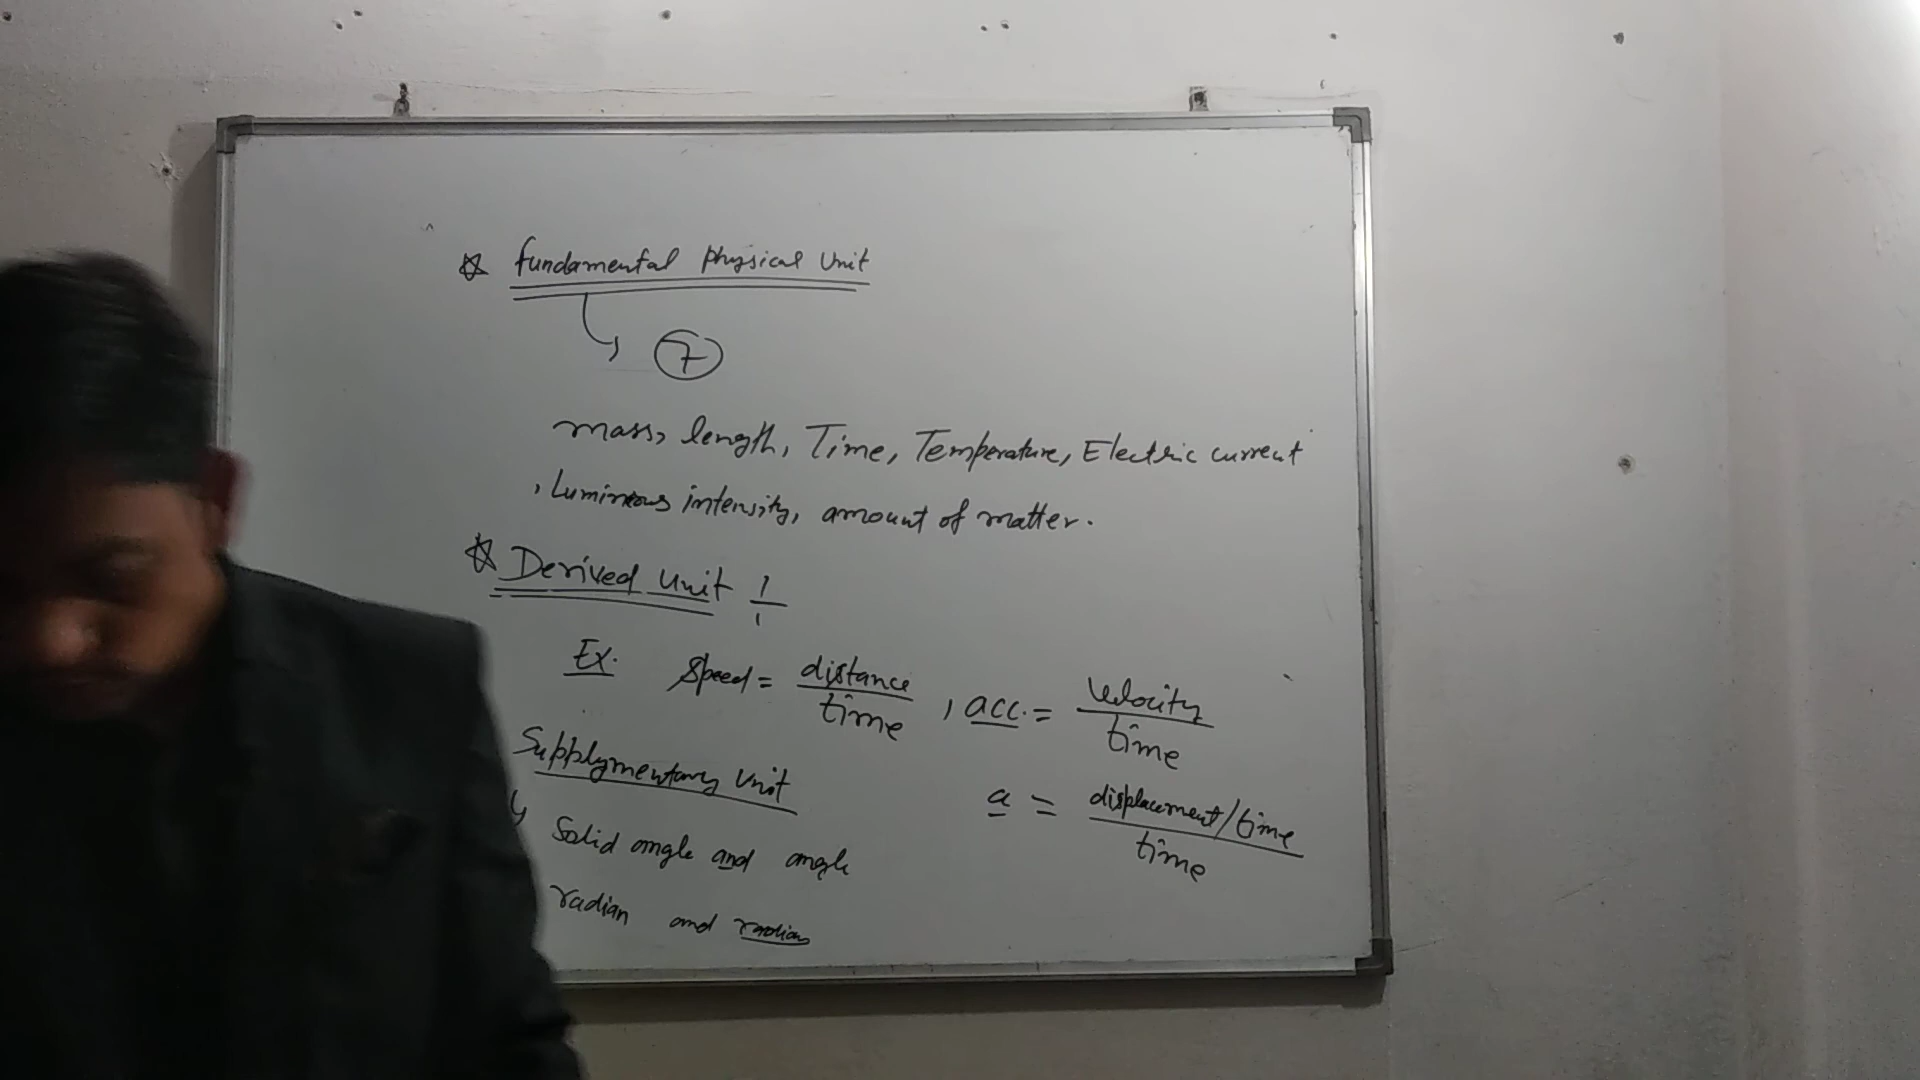 ☆ fundamental physical Unit
↳ 7
mass, length, Time, Temperature, Electric current
, Luminous intensity, amount of matter.
☆ Derived Unit
Ex. Speed = distance/time, acc. = velocity/time
a = displacement/time/time
Supplymentary Unit
↳ Solid angle and angle
radian and radian